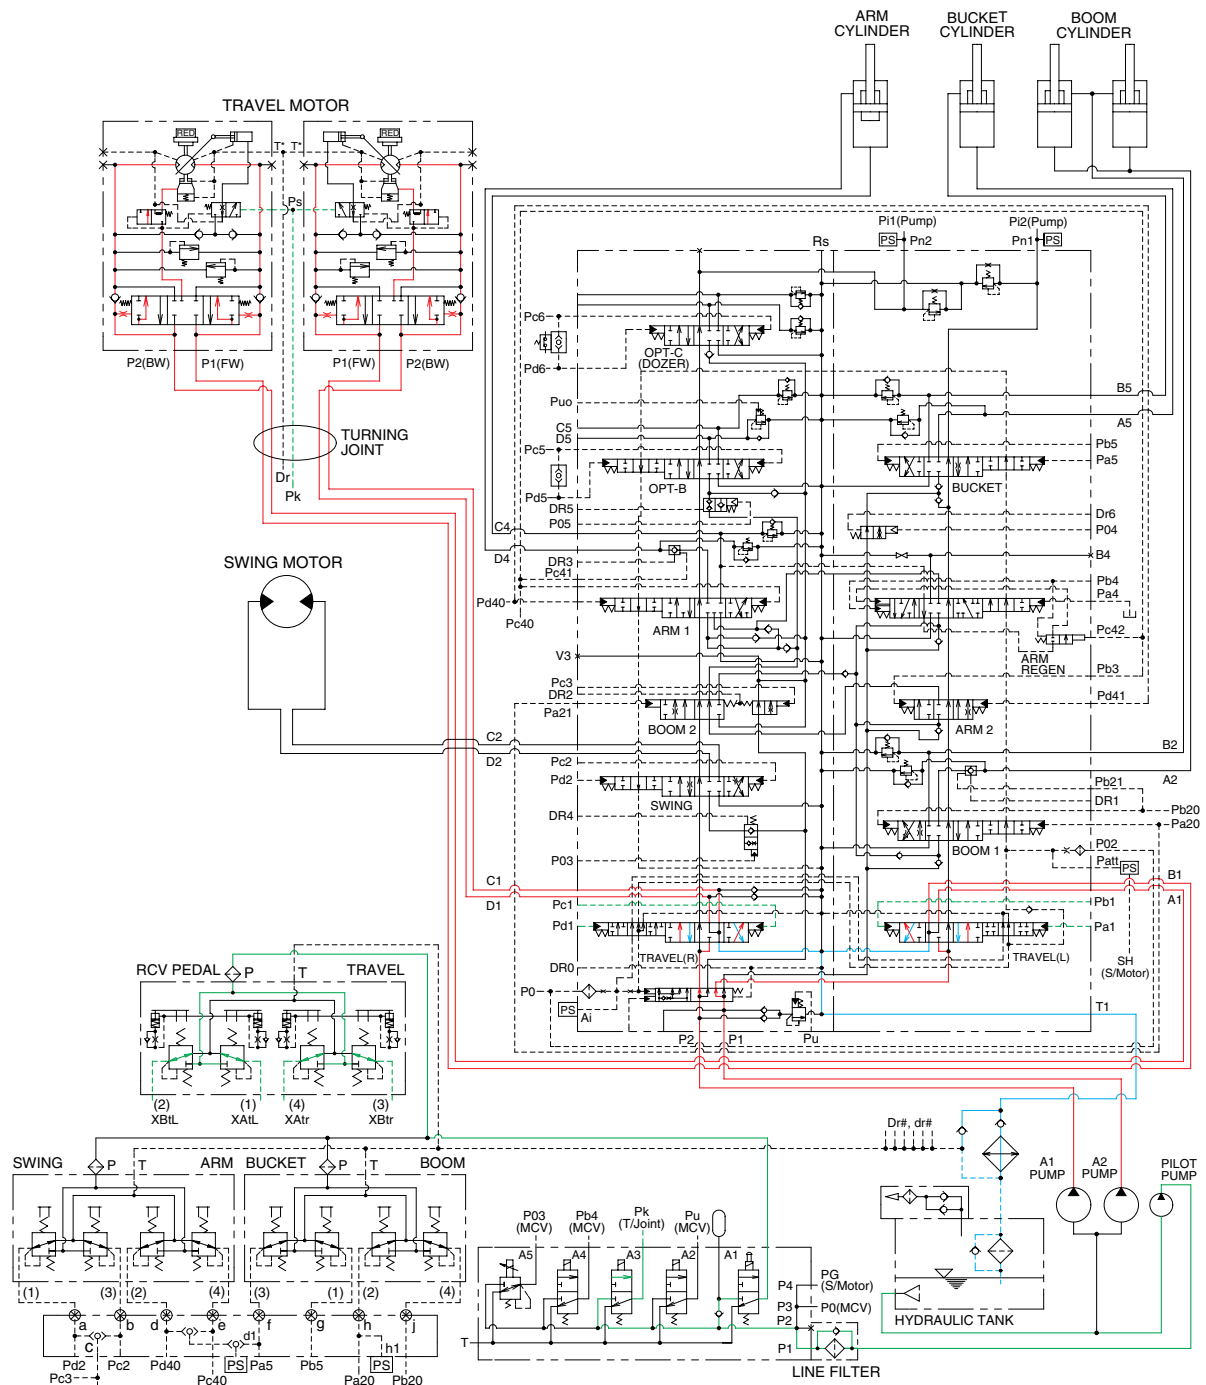 ARM
CYLINDER
BUCKET
CYLINDER
BOOM
CYLINDER
TRAVEL MOTOR
RED
RED
T*
T*
Ps
P2(BW)
P1(FW)
P1(FW)
P2(BW)
TURNING
JOINT
Dr
Pk
SWING MOTOR
Pi1(Pump)
Pi2(Pump)
Rs
PS
Pn2
Pn1
PS
Pc6
OPT-C
(DOZER)
Pd6
Puo
B5
C5
A5
D5
Pc5
Pb5
Pa5
OPT-B
BUCKET
Pd5
DR5
Dr6
P05
P04
C4
D4
B4
DR3
Pc41
Pb4
Pa4
Pd40
Pc40
ARM 1
Pc42
ARM
REGEN
V3
Pb3
Pc3
DR2
Pd41
Pa21
BOOM 2
ARM 2
C2
B2
D2
A2
Pc2
Pb21
Pd2
DR1
SWING
Pb20
DR4
Pa20
BOOM 1
P02
P03
Patt
PS
C1
B1
D1
A1
Pc1
Pb1
Pd1
Pa1
TRAVEL(R)
TRAVEL(L)
DR0
SH
(S/Motor)
P0
PS
Ai
T1
P2
P1
Pu
RCV PEDAL
P
T
TRAVEL
(2)
(1)
(4)
(3)
XBtL
XAtL
XAtr
XBtr
Dr#, dr#
A1
PUMP
A2
PUMP
PILOT
PUMP
SWING
P
T
ARM
BUCKET
P
T
BOOM
(1)
(3)
(2)
(4)
(3)
(1)
(2)
(4)
a
b
d
e
f
g
h
j
c
d1
h1
Pd2
Pc2
Pd40
PS
Pa5
Pb5
PS
Pc3
Pc40
Pa20
Pb20
P03
(MCV)
Pb4
(MCV)
Pk
(T/Joint)
Pu
(MCV)
A5
A4
A3
A2
A1
T
P4
PG
(S/Motor)
P3
P0(MCV)
P2
P1
LINE FILTER
HYDRAULIC TANK